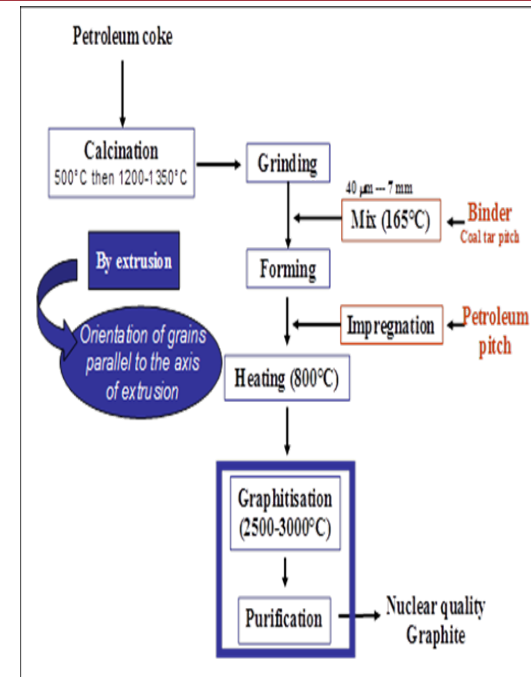 Petroleum coke
Calcination
500°C then 1200-1350°C
Grinding
40 µm --- 7 mm
Mix (165°C)
Binder
Coal tar pitch
By extrusion
Forming
Orientation of grains
parallel to the axis
of extrusion
Impregnation
Petroleum
pitch
Heating (800°C)
Graphitisation
(2500-3000°C)
Purification
Nuclear quality
Graphite